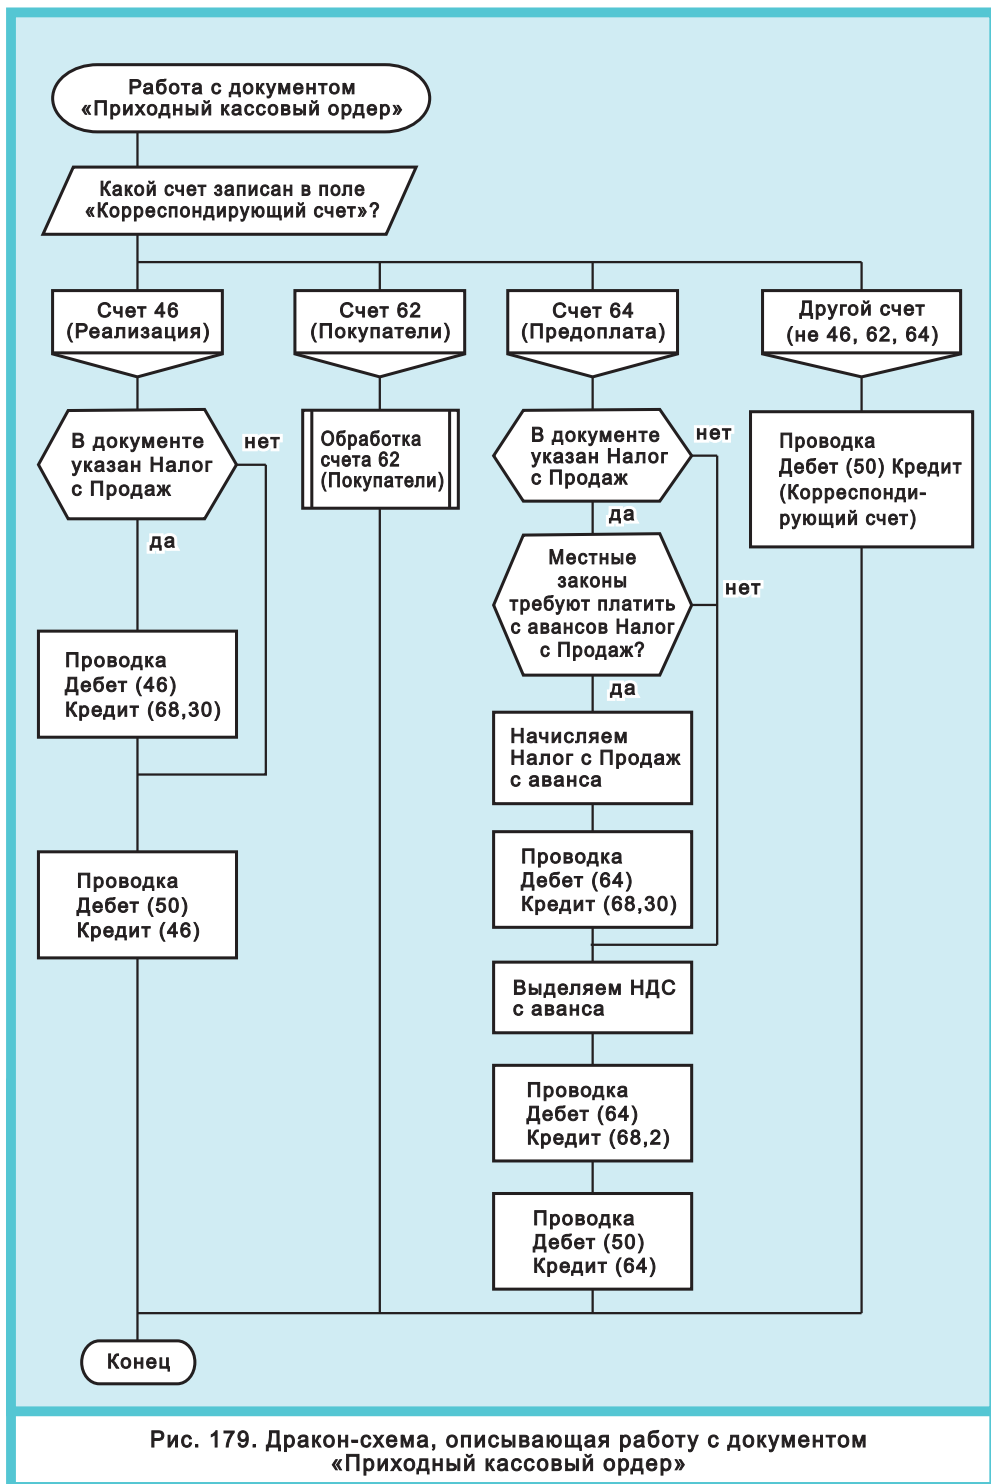 Работа с документом
«Приходный кассовый ордер»
Какой счет записан в поле
«Корреспондирующий счет»?
Счет 46
(Реализация)
В документе
указан Налог
с Продаж
нет
да
Проводка
Дебет (46)
Кредит (68,30)
Проводка
Дебет (50)
Кредит (46)
Счет 62
(Покупатели)
Обработка
счета 62
(Покупатели)
Счет 64
(Предоплата)
В документе
указан Налог
с Продаж
нет
да
Местные
законы
требуют платить
с авансов Налог
с Продаж?
нет
да
Начисляем
Налог с Продаж
с аванса
Проводка
Дебет (64)
Кредит (68,30)
Выделяем НДС
с аванса
Проводка
Дебет (64)
Кредит (68,2)
Проводка
Дебет (50)
Кредит (64)
Другой счет
(не 46, 62, 64)
Проводка
Дебет (50) Кредит
(Корреспонди-
рующий счет)
Конец
Рис. 179. Дракон-схема, описывающая работу с документом
«Приходный кассовый ордер»